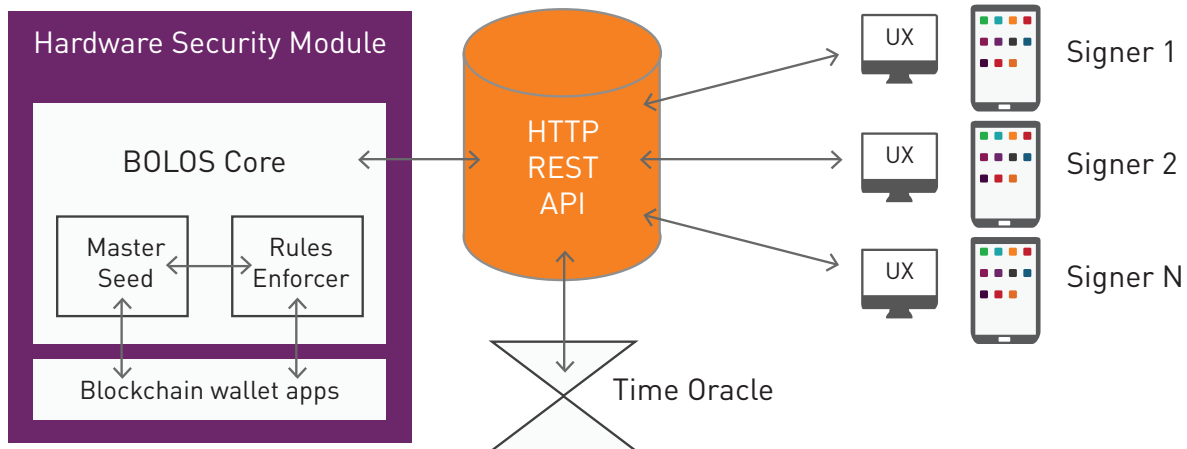 Hardware Security Module
BOLOS Core
Master
Seed
Rules
Enforcer
Blockchain wallet apps
HTTP
REST
API
Time Oracle
UX
Signer 1
UX
Signer 2
UX
Signer N